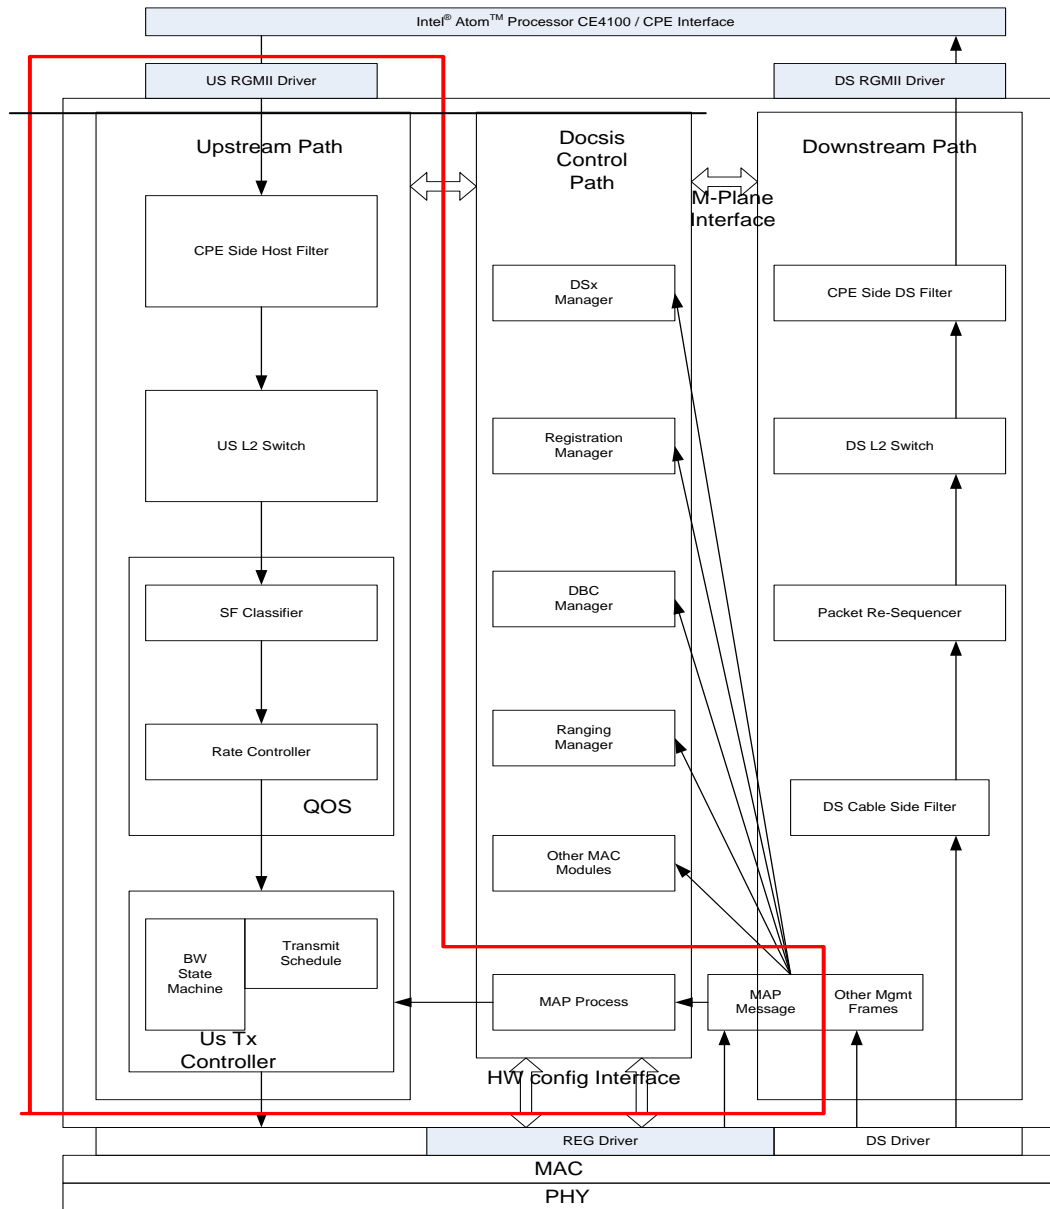 Intel® Atom™ Processor CE4100 / CPE Interface
US RGMII Driver
DS RGMII Driver
Upstream Path
Docsis
Control
Path
Downstream Path
M-Plane
Interface
CPE Side Host Filter
DSx
Manager
CPE Side DS Filter
US L2 Switch
Registration
Manager
DS L2 Switch
SF Classifier
DBC
Manager
Packet Re-Sequencer
Rate Controller
QOS
Ranging
Manager
DS Cable Side Filter
Other MAC
Modules
BW
State
Machine
Transmit
Schedule
Us Tx
Controller
MAP Process
MAP
Message
Other Mgmt
Frames
HW config Interface
REG Driver
DS Driver
MAC
PHY